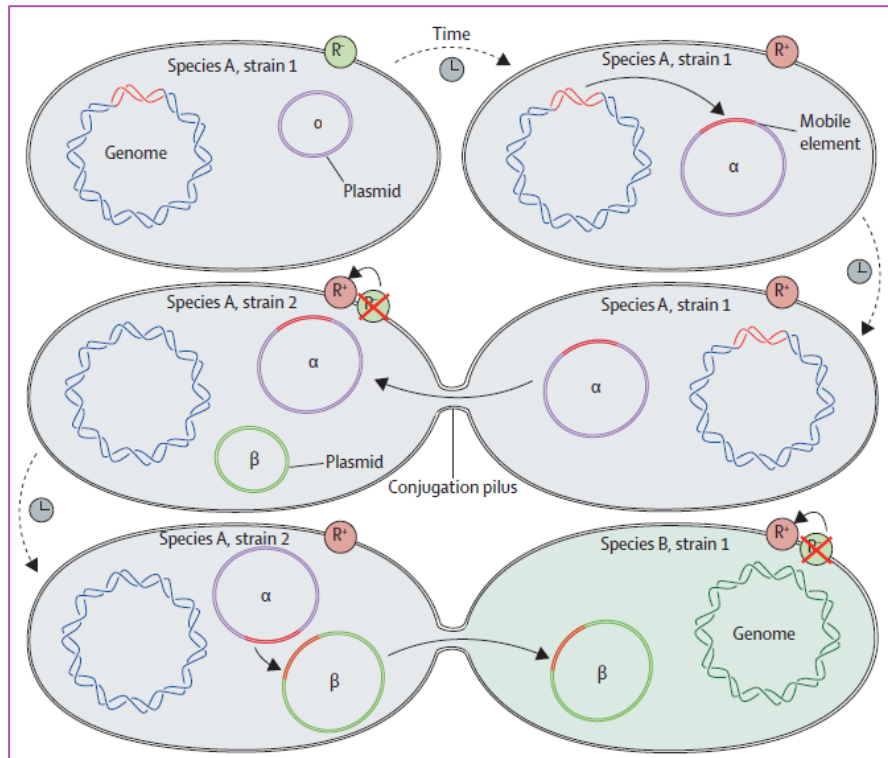 R⁻
Time
R⁺
Species A, strain 1
Species A, strain 1
Genome
o
Plasmid
Mobile
element
α
R⁺
R⁻
R⁺
Species A, strain 2
Species A, strain 1
α
α
β
Plasmid
Conjugation pilus
R⁺
R⁺
R⁻
Species A, strain 2
Species B, strain 1
α
β
β
Genome